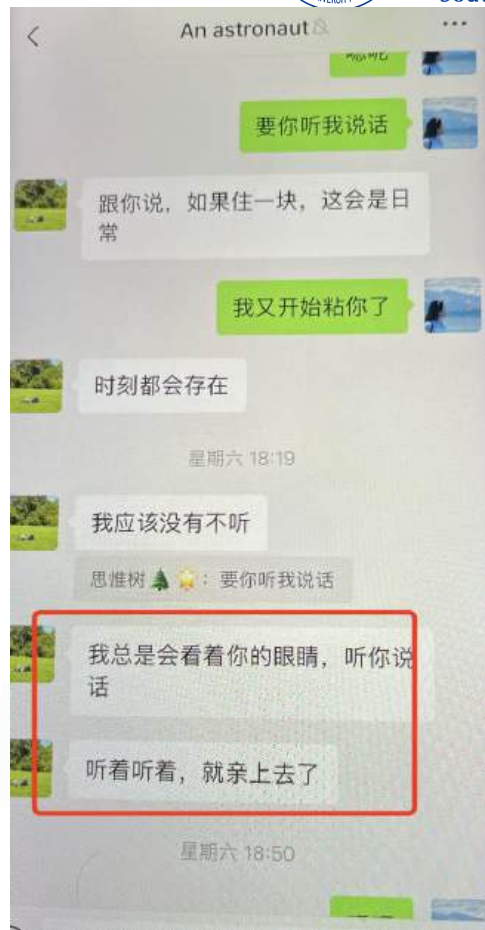 An astronaut
要你听我说话
跟你说，如果住一块，这会是日
常
我又开始粘你了
时刻都会存在
星期六 18:19
我应该没有不听
思惟树🌲🌟：要你听我说话
我总是会看着你的眼睛，听你说
话
听着听着，就亲上去了
星期六 18:50